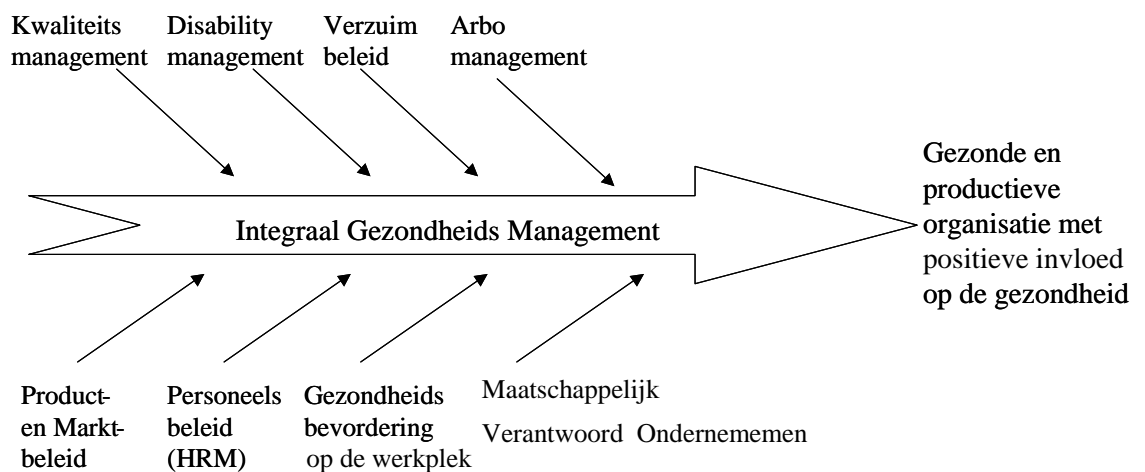 Kwaliteits
management
Disability
management
Verzuim
beleid
Arbo
management
Integraal Gezondheids Management
Gezonde en
productieve
organisatie met
positieve invloed
op de gezondheid
Product-
en Markt-
beleid
Personeels
beleid
(HRM)
Gezondheids
bevordering
op de werkplek
Maatschappelijk
Verantwoord Ondernememen